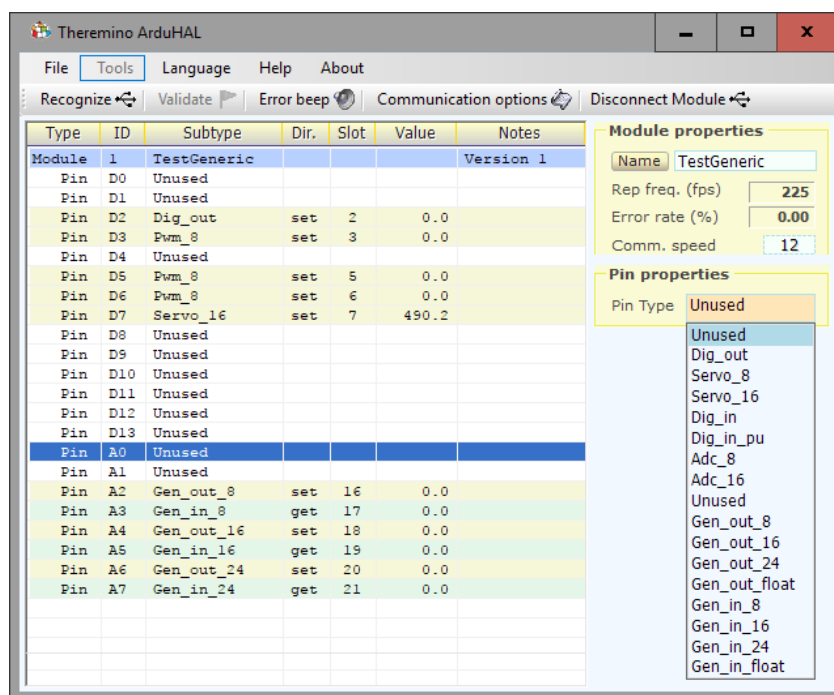 Theremino ArduHAL
File Tools Language Help About
Recognize Validate Error beep Communication options Disconnect Module
Type ID Subtype Dir. Slot Value Notes
Module 1 TestGeneric Version 1
Pin D0 Unused
Pin D1 Unused
Pin D2 Dig_out set 2 0.0
Pin D3 Pwm_8 set 3 0.0
Pin D4 Unused
Pin D5 Pwm_8 set 5 0.0
Pin D6 Pwm_8 set 6 0.0
Pin D7 Servo_16 set 7 490.2
Pin D8 Unused
Pin D9 Unused
Pin D10 Unused
Pin D11 Unused
Pin D12 Unused
Pin D13 Unused
Pin A0 Unused
Pin A1 Unused
Pin A2 Gen_out_8 set 16 0.0
Pin A3 Gen_in_8 get 17 0.0
Pin A4 Gen_out_16 set 18 0.0
Pin A5 Gen_in_16 get 19 0.0
Pin A6 Gen_out_24 set 20 0.0
Pin A7 Gen_in_24 get 21 0.0
Module properties
Name TestGeneric
Rep freq. (fps) 225
Error rate (%) 0.00
Comm. speed 12
Pin properties
Pin Type Unused
Unused
Dig_out
Servo_8
Servo_16
Dig_in
Dig_in_pu
Adc_8
Adc_16
Unused
Gen_out_8
Gen_out_16
Gen_out_24
Gen_out_float
Gen_in_8
Gen_in_16
Gen_in_24
Gen_in_float